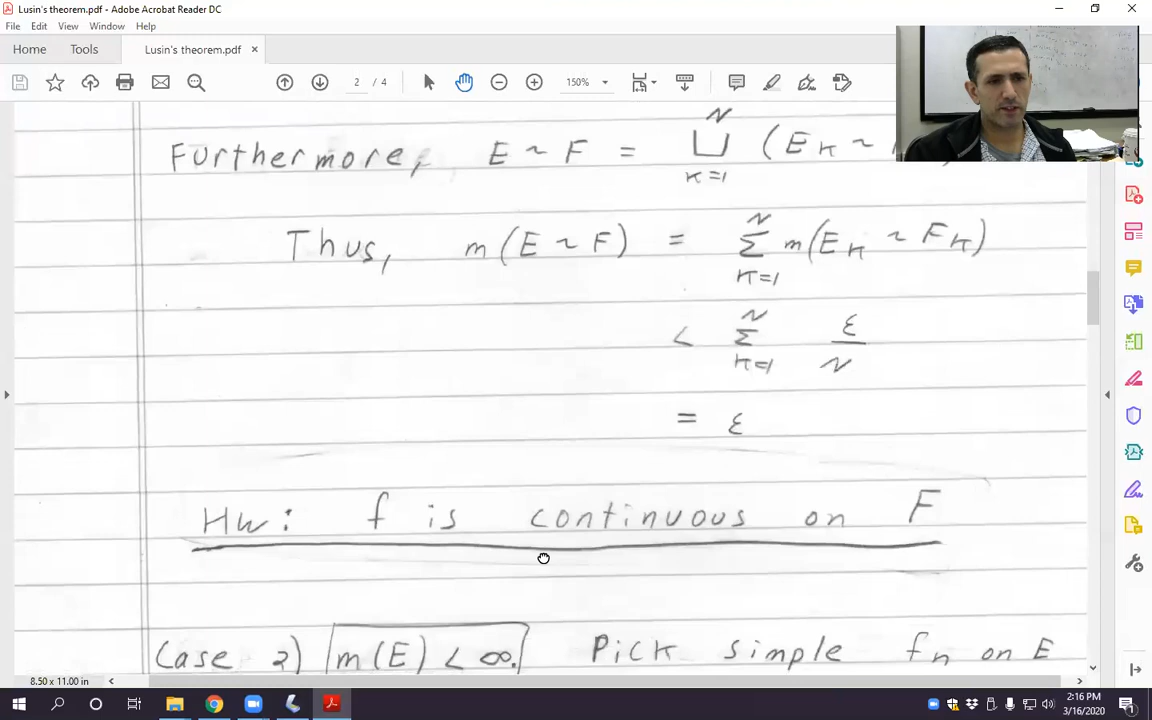 Lusin's theorem.pdf - Adobe Acrobat Reader DC
File Edit View Window Help
Home Tools Lusin's theorem.pdf ×
2 / 4 150%
Furthermore, E ~ F = ⊔ (E_k ~
N
k=1
Thus, m(E ~ F) = Σ m(E_k ~ F_k)
N
k=1
< Σ ε/N
N
k=1
= ε
HW: f is continuous on F
Case 2) m(E) < ∞. Pick simple f_n on E
8.50 x 11.00 in
2:16 PM
3/16/2020